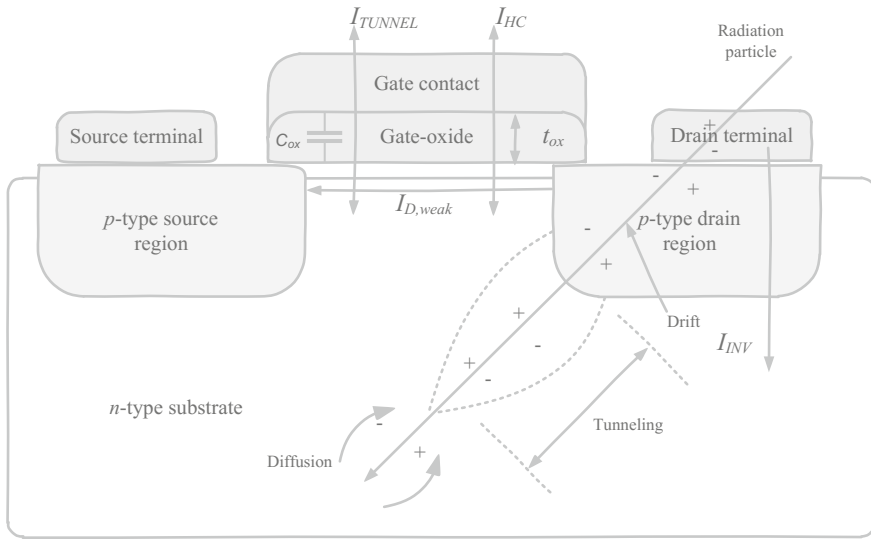 I_TUNNEL
I_HC
Radiation
particle
Gate contact
Source terminal
C_ox
Gate-oxide
t_ox
+
Drain terminal
-
-
+
I_D,weak
p-type source
region
p-type drain
region
-
+
+
Drift
I_INV
-
+
-
n-type substrate
-
Tunneling
+
Diffusion